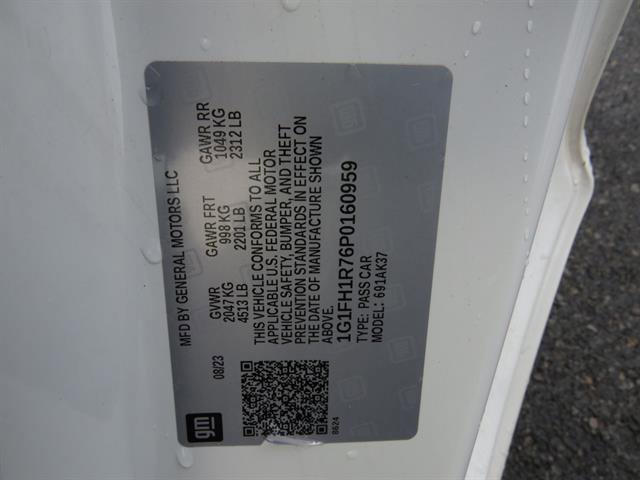 MFD BY GENERAL MOTORS LLC
08/23
GVWR
2047 KG
4513 LB
GAWR FRT
998 KG
2201 LB
GAWR RR
1049 KG
2312 LB
THIS VEHICLE CONFORMS TO ALL
APPLICABLE U.S. FEDERAL MOTOR
VEHICLE SAFETY, BUMPER, AND THEFT
PREVENTION STANDARDS IN EFFECT ON
THE DATE OF MANUFACTURE SHOWN
ABOVE.
1G1FH1R76P0160959
TYPE: PASS CAR
MODEL: 691AK37
gm
8624